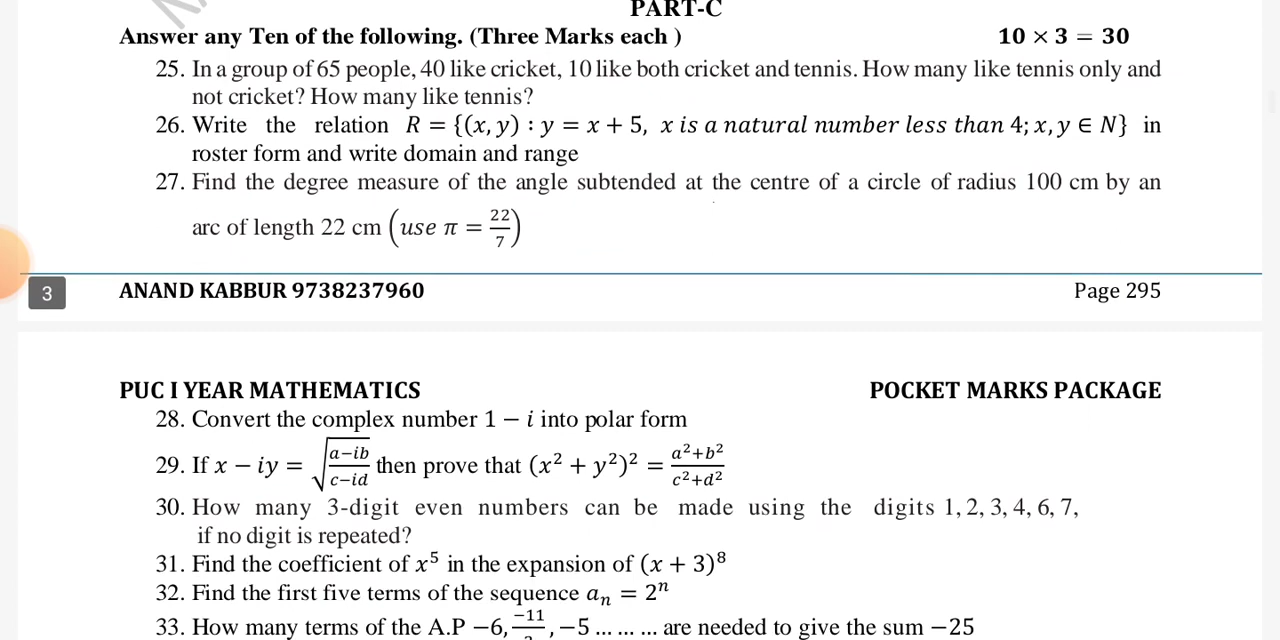 PART-C
Answer any Ten of the following. (Three Marks each ) 10 × 3 = 30
25. In a group of 65 people, 40 like cricket, 10 like both cricket and tennis. How many like tennis only and
not cricket? How many like tennis?
26. Write the relation R = {(x, y) : y = x + 5, x is a natural number less than 4; x, y ∈ N} in
roster form and write domain and range
27. Find the degree measure of the angle subtended at the centre of a circle of radius 100 cm by an
arc of length 22 cm (use π = 22/7)
3 ANAND KABBUR 9738237960 Page 295
PUC I YEAR MATHEMATICS POCKET MARKS PACKAGE
28. Convert the complex number 1 − i into polar form
29. If x − iy = √((a−ib)/(c−id)) then prove that (x² + y²)² = (a²+b²)/(c²+d²)
30. How many 3-digit even numbers can be made using the digits 1, 2, 3, 4, 6, 7,
if no digit is repeated?
31. Find the coefficient of x⁵ in the expansion of (x + 3)⁸
32. Find the first five terms of the sequence aₙ = 2ⁿ
33. How many terms of the A.P −6, −11/, −5 … … … are needed to give the sum −25